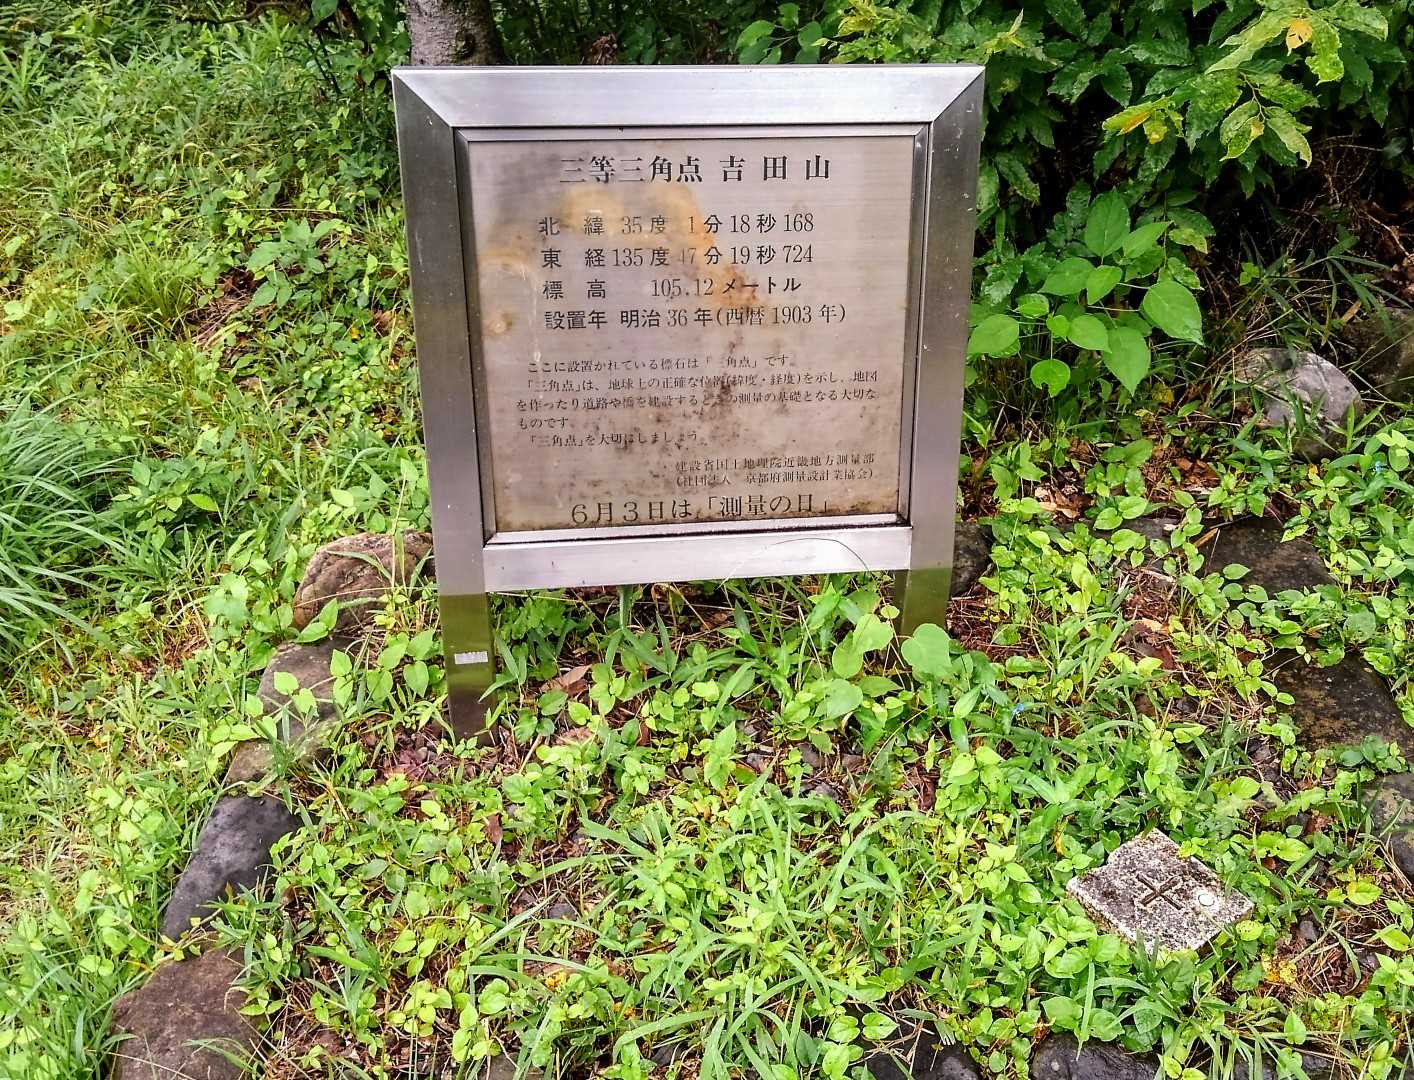 三等三角点 吉田山
北 緯 35度 1分18秒168
東 経 135度47分19秒724
標 高 105.12メートル
設置年 明治36年(西暦1903年)
ここに設置かれている標石は「三角点」です。
「三角点」は、地球上の正確な位置(緯度・経度)を示し、地図
を作ったり道路や橋を建設するときの測量の基礎となる大切な
ものです。
「三角点」を大切にしましょう。
建設省国土地理院近畿地方測量部
(社団法人 京都府測量設計業協会)
6月3日は「測量の日」